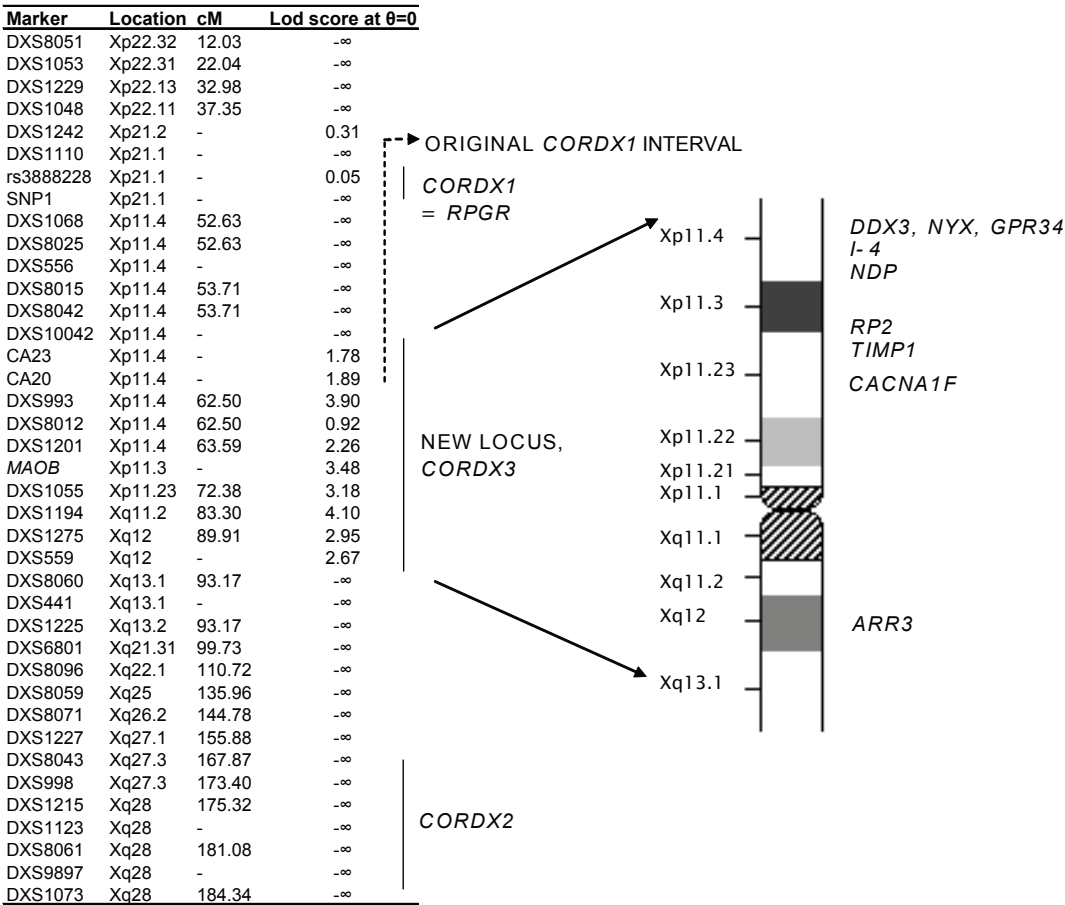 Marker Location cM Lod score at θ=0
DXS8051 Xp22.32 12.03 -∞
DXS1053 Xp22.31 22.04 -∞
DXS1229 Xp22.13 32.98 -∞
DXS1048 Xp22.11 37.35 -∞
DXS1242 Xp21.2 - 0.31
DXS1110 Xp21.1 - -∞
rs3888228 Xp21.1 - 0.05
SNP1 Xp21.1 - -∞
DXS1068 Xp11.4 52.63 -∞
DXS8025 Xp11.4 52.63 -∞
DXS556 Xp11.4 - -∞
DXS8015 Xp11.4 53.71 -∞
DXS8042 Xp11.4 53.71 -∞
DXS10042 Xp11.4 - -∞
CA23 Xp11.4 - 1.78
CA20 Xp11.4 - 1.89
DXS993 Xp11.4 62.50 3.90
DXS8012 Xp11.4 62.50 0.92
DXS1201 Xp11.4 63.59 2.26
MAOB Xp11.3 - 3.48
DXS1055 Xp11.23 72.38 3.18
DXS1194 Xq11.2 83.30 4.10
DXS1275 Xq12 89.91 2.95
DXS559 Xq12 - 2.67
DXS8060 Xq13.1 93.17 -∞
DXS441 Xq13.1 - -∞
DXS1225 Xq13.2 93.17 -∞
DXS6801 Xq21.31 99.73 -∞
DXS8096 Xq22.1 110.72 -∞
DXS8059 Xq25 135.96 -∞
DXS8071 Xq26.2 144.78 -∞
DXS1227 Xq27.1 155.88 -∞
DXS8043 Xq27.3 167.87 -∞
DXS998 Xq27.3 173.40 -∞
DXS1215 Xq28 175.32 -∞
DXS1123 Xq28 - -∞
DXS8061 Xq28 181.08 -∞
DXS9897 Xq28 - -∞
DXS1073 Xq28 184.34 -∞
ORIGINAL CORDX1 INTERVAL
CORDX1
= RPGR
NEW LOCUS,
CORDX3
CORDX2
Xp11.4
Xp11.3
Xp11.23
Xp11.22
Xp11.21
Xp11.1
Xq11.1
Xq11.2
Xq12
Xq13.1
DDX3, NYX, GPR34
I-4
NDP
RP2
TIMP1
CACNA1F
ARR3